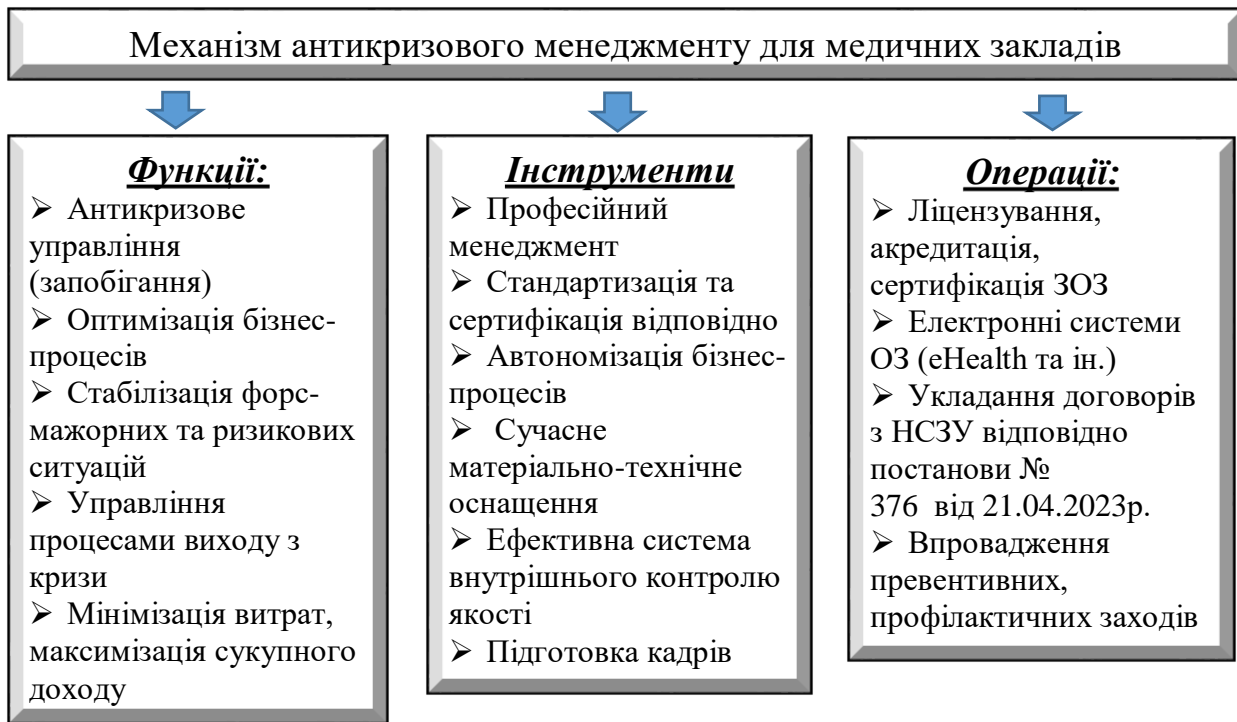 Механізм антикризового менеджменту для медичних закладів
Функції:
➢ Антикризове
управління
(запобігання)
➢ Оптимізація бізнес-
процесів
➢ Стабілізація форс-
мажорних та ризикових
ситуацій
➢ Управління
процесами виходу з
кризи
➢ Мінімізація витрат,
максимізація сукупного
доходу
Інструменти
➢ Професійний
менеджмент
➢ Стандартизація та
сертифікація відповідно
➢ Автономізація бізнес-
процесів
➢ Сучасне
матеріально-технічне
оснащення
➢ Ефективна система
внутрішнього контролю
якості
➢ Підготовка кадрів
Операції:
➢ Ліцензування,
акредитація,
сертифікація ЗОЗ
➢ Електронні системи
ОЗ (eHealth та ін.)
➢ Укладання договорів
з НСЗУ відповідно
постанови №
376 від 21.04.2023р.
➢ Впровадження
превентивних,
профілактичних заходів